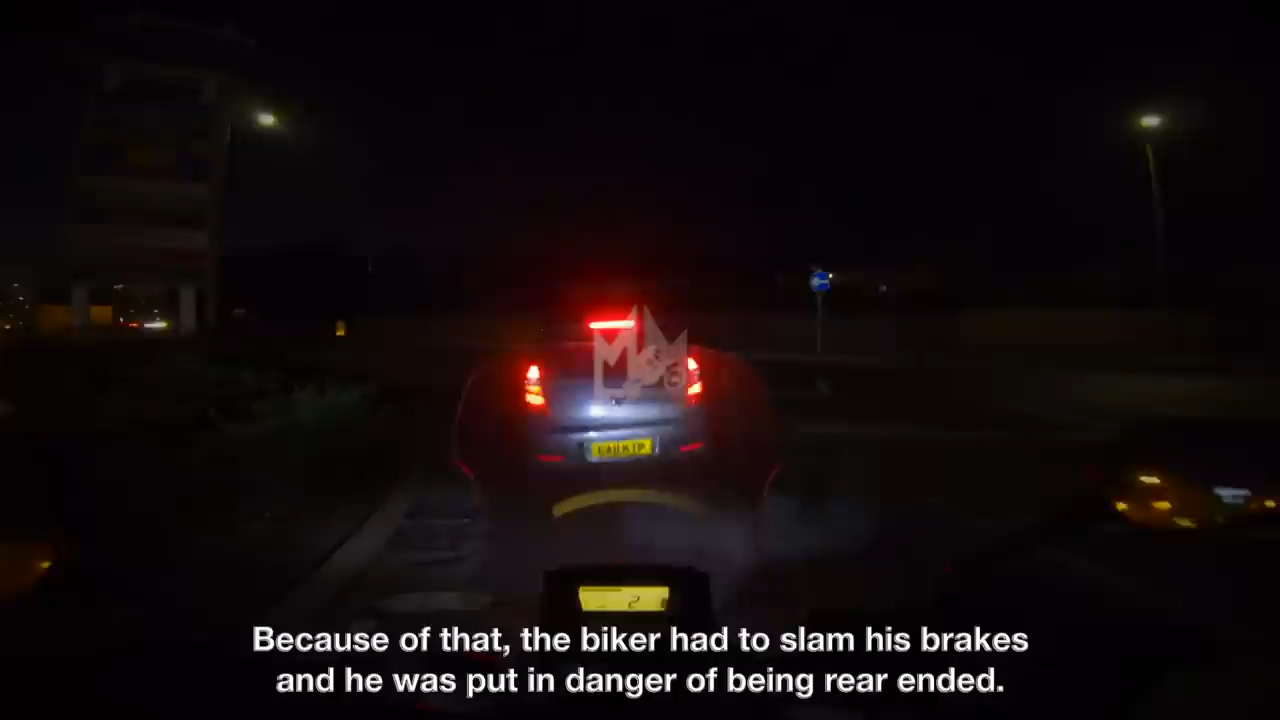 2
Because of that, the biker had to slam his brakes
and he was put in danger of being rear ended.